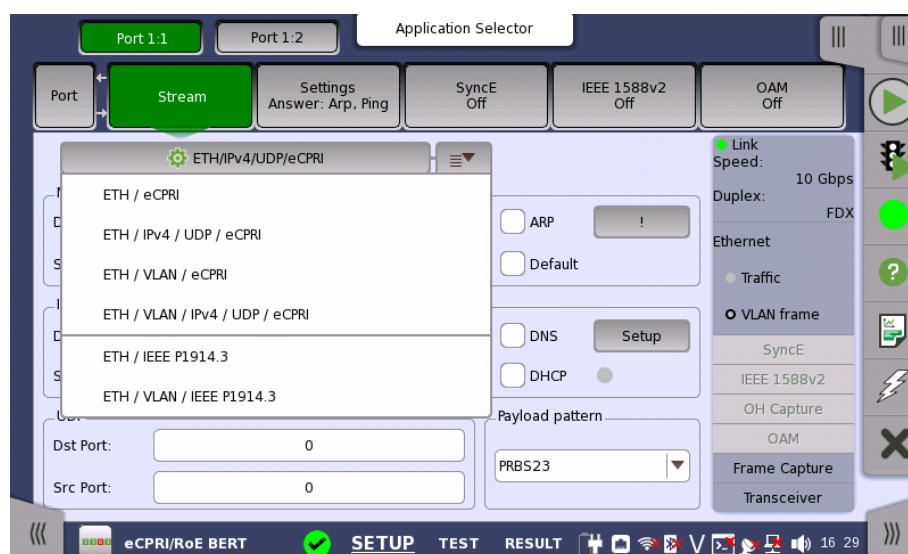 Application Selector
Port 1:1
Port 1:2
Port
Stream
Settings
Answer: Arp, Ping
SyncE
Off
IEEE 1588v2
Off
OAM
Off
ETH/IPv4/UDP/eCPRI
ETH / eCPRI
ETH / IPv4 / UDP / eCPRI
ETH / VLAN / eCPRI
ETH / VLAN / IPv4 / UDP / eCPRI
ETH / IEEE P1914.3
ETH / VLAN / IEEE P1914.3
ARP
!
Default
DNS
Setup
DHCP
Dst Port:
0
Src Port:
0
Payload pattern
PRBS23
Link
Speed:
10 Gbps
Duplex:
FDX
Ethernet
Traffic
VLAN frame
SyncE
IEEE 1588v2
OH Capture
OAM
Frame Capture
Transceiver
eCPRI/RoE BERT
SETUP
TEST
RESULT
16 29